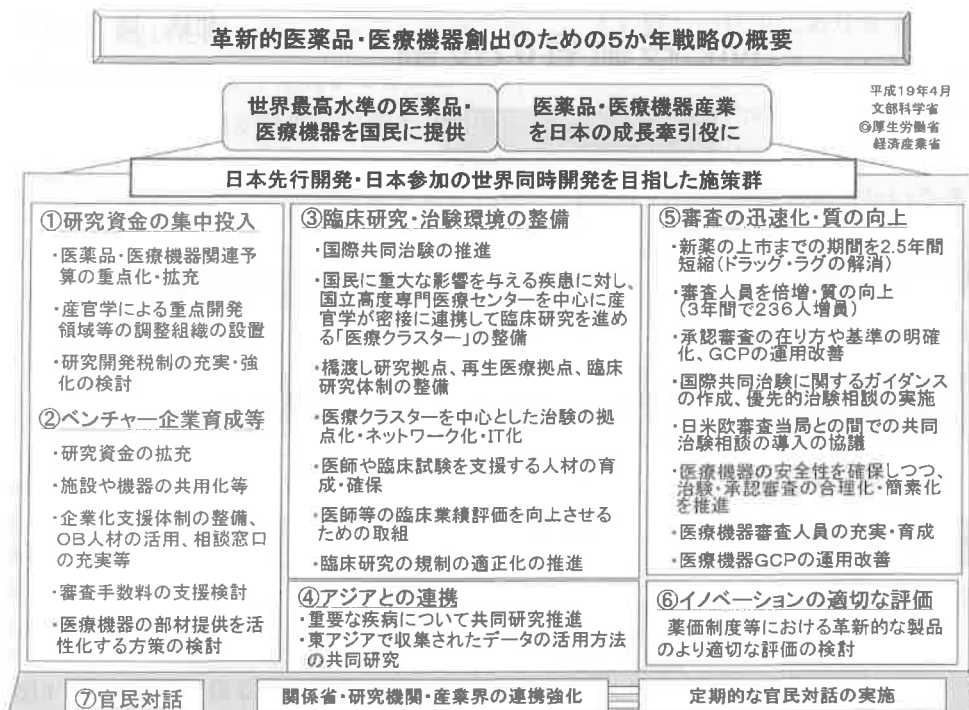 革新的医薬品・医療機器創出のための5か年戦略の概要
世界最高水準の医薬品・
医療機器を国民に提供
医薬品・医療機器産業
を日本の成長牽引役に
平成19年4月
文部科学省
◎厚生労働省
経済産業省
日本先行開発・日本参加の世界同時開発を目指した施策群
①研究資金の集中投入
・医薬品・医療機器関連予
算の重点化・拡充
・産官学による重点開発
領域等の調整組織の設置
・研究開発税制の充実・強
化の検討
②ベンチャー企業育成等
・研究資金の拡充
・施設や機器の共用化等
・企業化支援体制の整備、
OB人材の活用、相談窓口
の充実等
・審査手数料の支援検討
・医療機器の部材提供を活
性化する方策の検討
③臨床研究・治験環境の整備
・国際共同治験の推進
・国民に重大な影響を与える疾患に対し、
国立高度専門医療センターを中心に産
官学が密接に連携して臨床研究を進め
る「医療クラスター」の整備
・橋渡し研究拠点、再生医療拠点、臨床
研究体制の整備
・医療クラスターを中心とした治験の拠
点化・ネットワーク化・IT化
・医師や臨床試験を支援する人材の育
成・確保
・医師等の臨床業績評価を向上させる
ための取組
・臨床研究の規制の適正化の推進
④アジアとの連携
・重要な疾病について共同研究推進
・東アジアで収集されたデータの活用方法
の共同研究
⑤審査の迅速化・質の向上
・新薬の上市までの期間を2.5年間
短縮(ドラッグ・ラグの解消)
・審査人員を倍増・質の向上
(3年間で236人増員)
・承認審査の在り方や基準の明確
化、GCPの運用改善
・国際共同治験に関するガイダンス
の作成、優先的治験相談の実施
・日米欧審査当局との間での共同
治験相談の導入の協議
・医療機器の安全性を確保しつつ、
治験・承認審査の合理化・簡素化
を推進
・医療機器審査人員の充実・育成
・医療機器GCPの運用改善
⑥イノベーションの適切な評価
薬価制度等における革新的な製品
のより適切な評価の検討
⑦官民対話
関係省・研究機関・産業界の連携強化
定期的な官民対話の実施